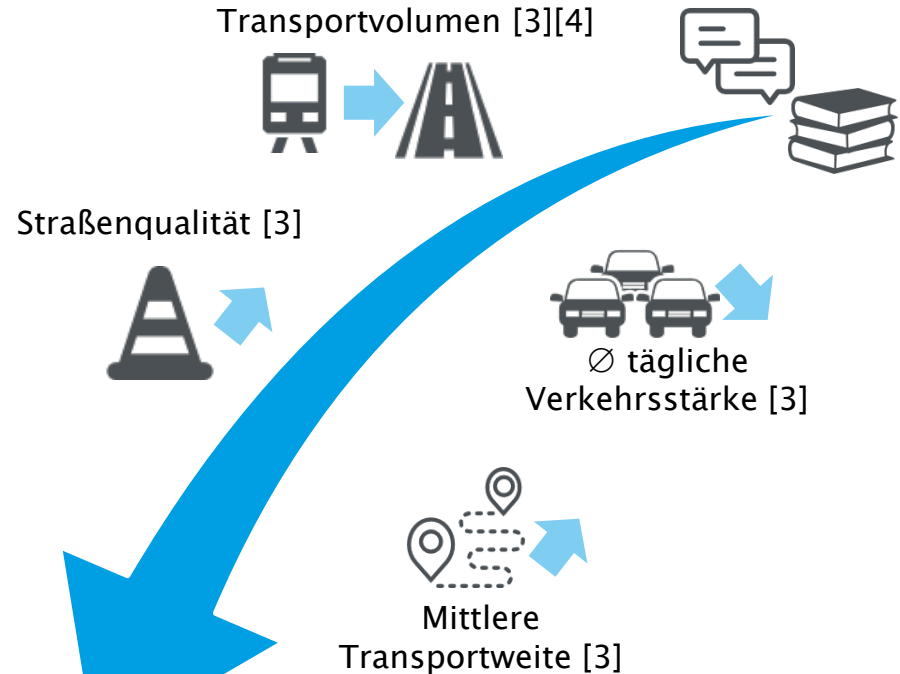 Transportvolumen [3][4]
Straßenqualität [3]
∅ tägliche
Verkehrsstärke [3]
Mittlere
Transportweite [3]